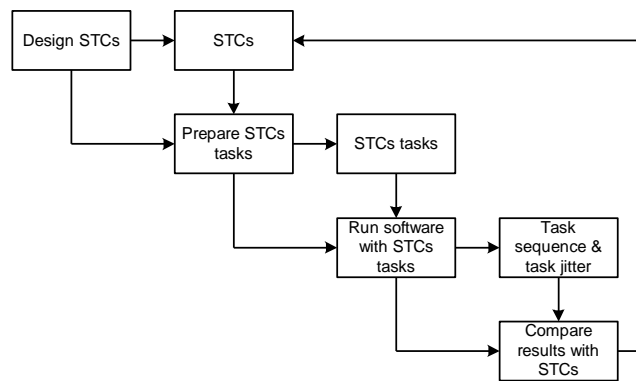 Design STCs
STCs
Prepare STCs
tasks
STCs tasks
Run software
with STCs
tasks
Task
sequence &
task jitter
Compare
results with
STCs